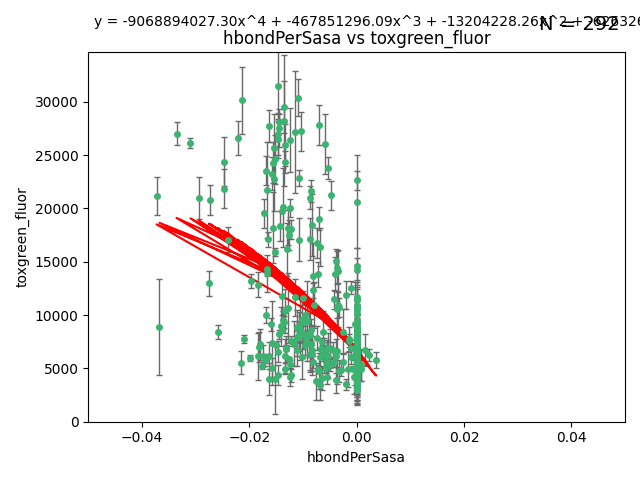 y = -9068894027.30x^4 + -467851296.09x^3 + -13204228.26x^2 +
N = 292
hbondPerSasa vs toxgreen_fluor
toxgreen_fluor
30000
25000
20000
15000
10000
5000
0
-0.04 -0.02 0.00 0.02 0.04
hbondPerSasa